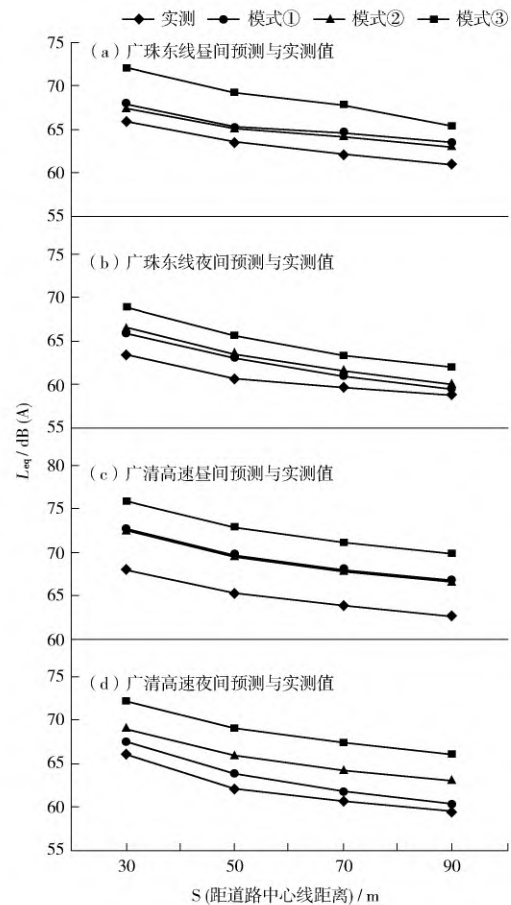 实测 模式① 模式② 模式③
75
(a)广珠东线昼间预测与实测值
70
65
60
55
(b)广珠东线夜间预测与实测值
70
65
60
55
Leq/dB(A)
80
(c)广清高速昼间预测与实测值
75
70
65
60
(d)广清高速夜间预测与实测值
70
65
60
55
30 50 70 90
S(距道路中心线距离)/m